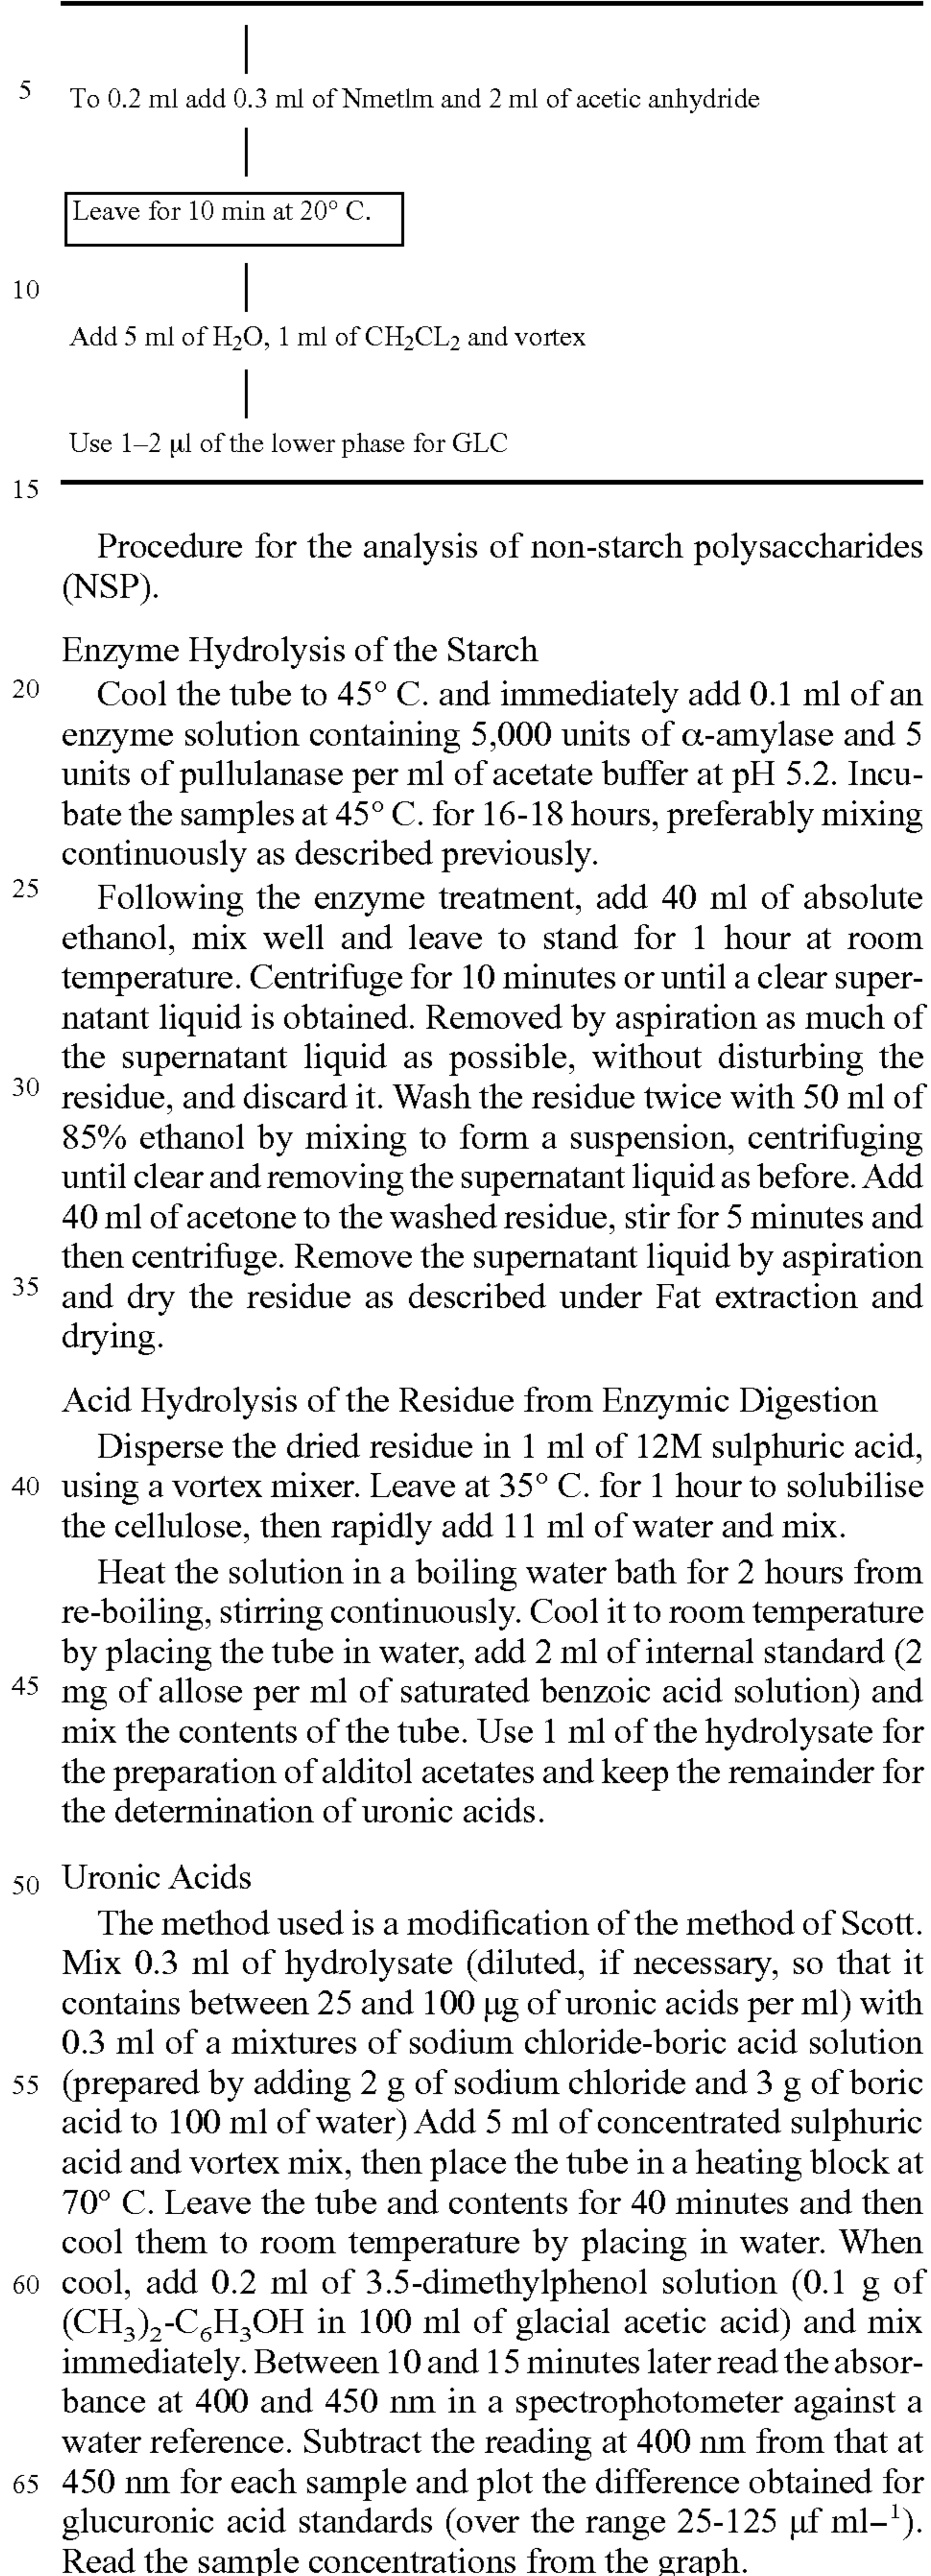 5 To 0.2 ml add 0.3 ml of Nmetlm and 2 ml of acetic anhydride
Leave for 10 min at 20° C.
10
Add 5 ml of H₂O, 1 ml of CH₂CL₂ and vortex
Use 1–2 μl of the lower phase for GLC
15
Procedure for the analysis of non-starch polysaccharides
(NSP).
Enzyme Hydrolysis of the Starch
20 Cool the tube to 45° C. and immediately add 0.1 ml of an
enzyme solution containing 5,000 units of α-amylase and 5
units of pullulanase per ml of acetate buffer at pH 5.2. Incu-
bate the samples at 45° C. for 16-18 hours, preferably mixing
continuously as described previously.
25 Following the enzyme treatment, add 40 ml of absolute
ethanol, mix well and leave to stand for 1 hour at room
temperature. Centrifuge for 10 minutes or until a clear super-
natant liquid is obtained. Removed by aspiration as much of
the supernatant liquid as possible, without disturbing the
30 residue, and discard it. Wash the residue twice with 50 ml of
85% ethanol by mixing to form a suspension, centrifuging
until clear and removing the supernatant liquid as before. Add
40 ml of acetone to the washed residue, stir for 5 minutes and
then centrifuge. Remove the supernatant liquid by aspiration
35 and dry the residue as described under Fat extraction and
drying.
Acid Hydrolysis of the Residue from Enzymic Digestion
Disperse the dried residue in 1 ml of 12M sulphuric acid,
40 using a vortex mixer. Leave at 35° C. for 1 hour to solubilise
the cellulose, then rapidly add 11 ml of water and mix.
Heat the solution in a boiling water bath for 2 hours from
re-boiling, stirring continuously. Cool it to room temperature
by placing the tube in water, add 2 ml of internal standard (2
45 mg of allose per ml of saturated benzoic acid solution) and
mix the contents of the tube. Use 1 ml of the hydrolysate for
the preparation of alditol acetates and keep the remainder for
the determination of uronic acids.
50 Uronic Acids
The method used is a modification of the method of Scott.
Mix 0.3 ml of hydrolysate (diluted, if necessary, so that it
contains between 25 and 100 μg of uronic acids per ml) with
0.3 ml of a mixtures of sodium chloride-boric acid solution
55 (prepared by adding 2 g of sodium chloride and 3 g of boric
acid to 100 ml of water) Add 5 ml of concentrated sulphuric
acid and vortex mix, then place the tube in a heating block at
70° C. Leave the tube and contents for 40 minutes and then
cool them to room temperature by placing in water. When
60 cool, add 0.2 ml of 3.5-dimethylphenol solution (0.1 g of
(CH₃)₂-C₆H₃OH in 100 ml of glacial acetic acid) and mix
immediately. Between 10 and 15 minutes later read the absor-
bance at 400 and 450 nm in a spectrophotometer against a
water reference. Subtract the reading at 400 nm from that at
65 450 nm for each sample and plot the difference obtained for
glucuronic acid standards (over the range 25-125 μf ml–¹).
Read the sample concentrations from the graph.